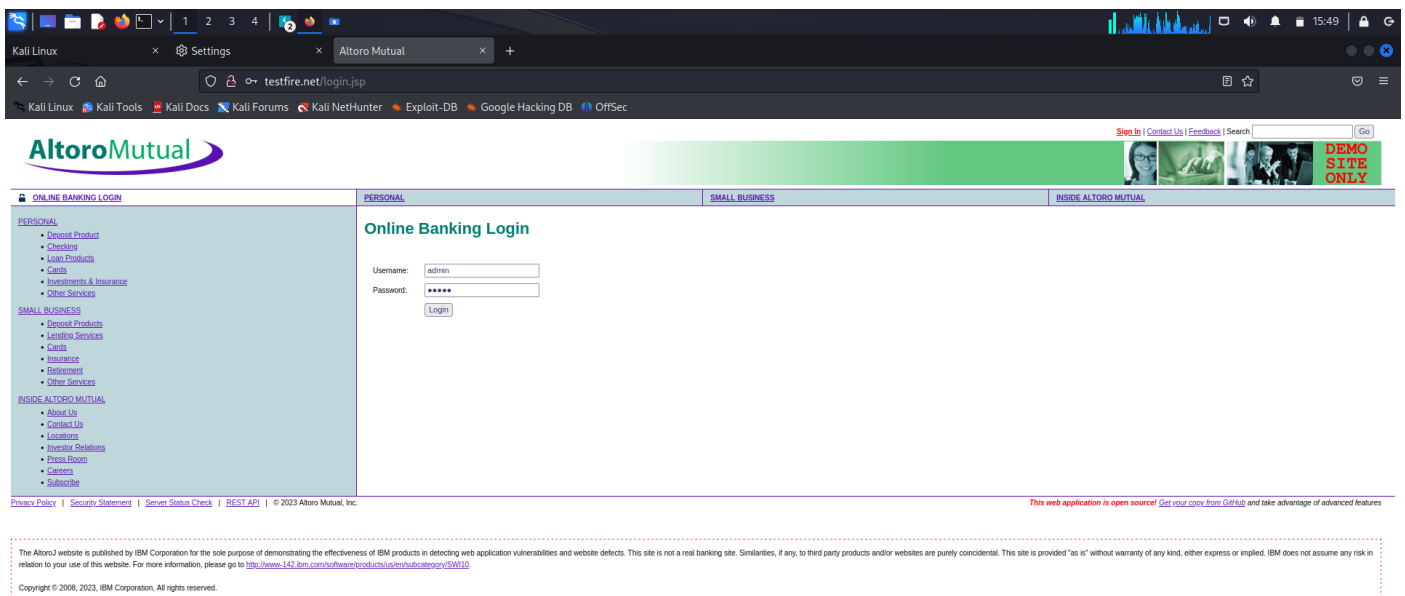 1 2 3 4 2 15:49
Kali Linux × Settings × Altoro Mutual × +
testfire.net/login.jsp
Kali Linux Kali Tools Kali Docs Kali Forums Kali NetHunter Exploit-DB Google Hacking DB OffSec
Sign In | Contact Us | Feedback | Search Go
AltoroMutual
DEMO
SITE
ONLY
ONLINE BANKING LOGIN PERSONAL SMALL BUSINESS INSIDE ALTORO MUTUAL
PERSONAL
• Deposit Product
• Checking
• Loan Products
• Cards
• Investments & Insurance
• Other Services
SMALL BUSINESS
• Deposit Products
• Lending Services
• Cards
• Insurance
• Retirement
• Other Services
INSIDE ALTORO MUTUAL
• About Us
• Contact Us
• Locations
• Investor Relations
• Press Room
• Careers
• Subscribe
Online Banking Login
Username: admin
Password: •••••
Login
Privacy Policy | Security Statement | Server Status Check | REST API | © 2023 Altoro Mutual, Inc. This web application is open source! Get your copy from GitHub and take advantage of advanced features
The AltoroJ website is published by IBM Corporation for the sole purpose of demonstrating the effectiveness of IBM products in detecting web application vulnerabilities and website defects. This site is not a real banking site. Similarities, if any, to third party products and/or websites are purely coincidental. This site is provided "as is" without warranty of any kind, either express or implied. IBM does not assume any risk in
relation to your use of this website. For more information, please go to http://www-142.ibm.com/software/products/us/en/subcategory/SWI10.
Copyright © 2008, 2023, IBM Corporation, All rights reserved.